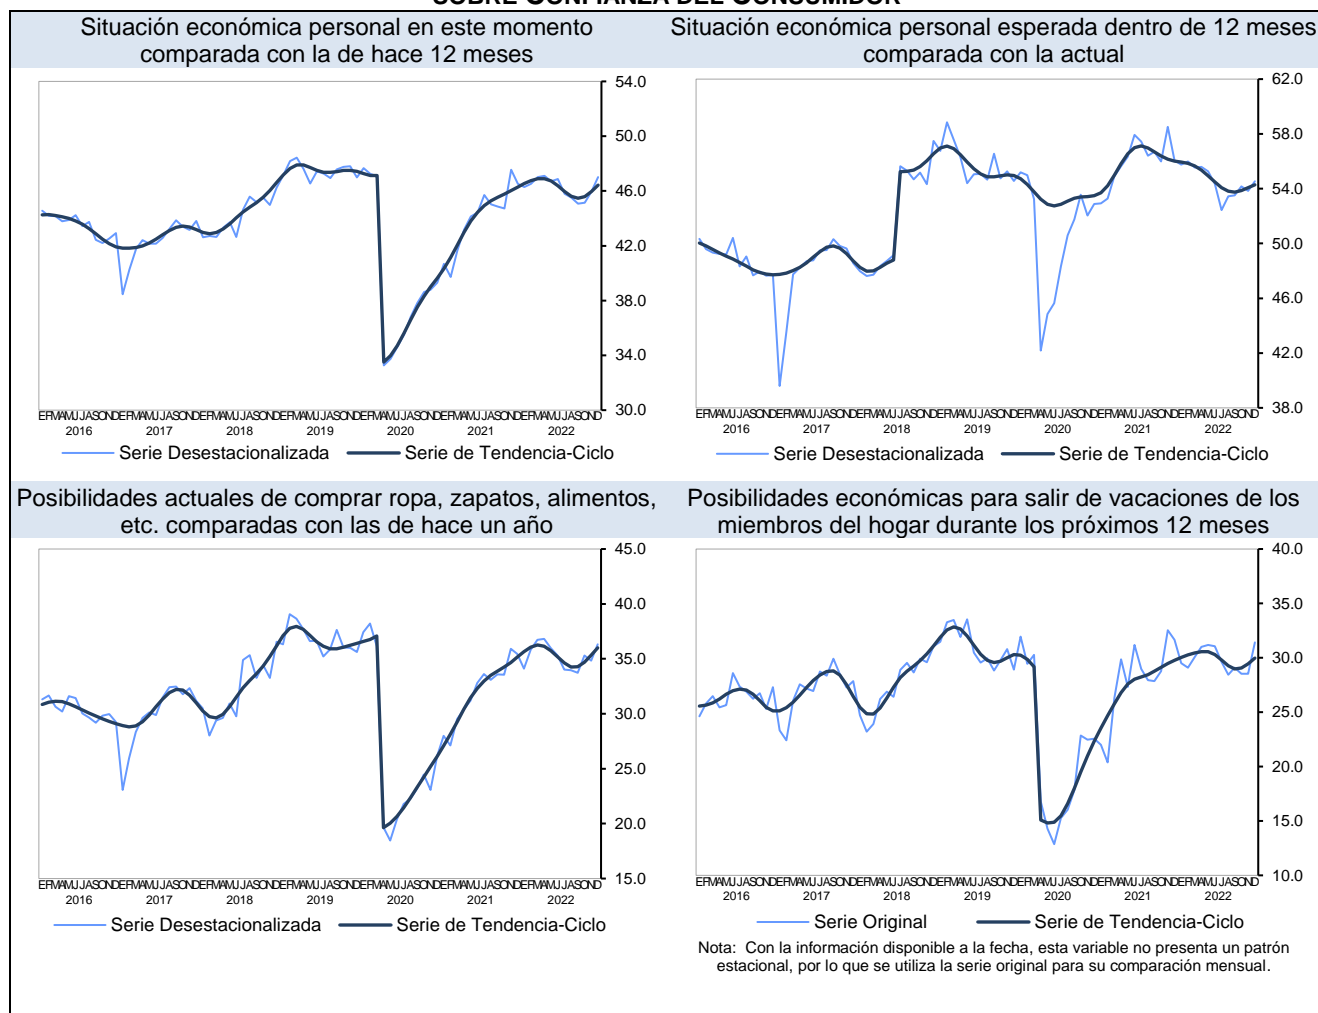 SOBRE CONFIANZA DEL CONSUMIDOR
Situación económica personal en este momento
comparada con la de hace 12 meses
54.0
50.0
46.0
42.0
38.0
34.0
30.0
EFMAMJJASONDEFMAMJJASONDEFMAMJJASONDEFMAMJJASONDEFMAMJJASONDEFMAMJJASONDEFMAMJJASOND
2016 2017 2018 2019 2020 2021 2022
Serie Desestacionalizada Serie de Tendencia-Ciclo
Situación económica personal esperada dentro de 12 meses
comparada con la actual
62.0
58.0
54.0
50.0
46.0
42.0
38.0
EFMAMJJASONDEFMAMJJASONDEFMAMJJASONDEFMAMJJASONDEFMAMJJASONDEFMAMJJASONDEFMAMJJASOND
2016 2017 2018 2019 2020 2021 2022
Serie Desestacionalizada Serie de Tendencia-Ciclo
Posibilidades actuales de comprar ropa, zapatos, alimentos,
etc. comparadas con las de hace un año
45.0
40.0
35.0
30.0
25.0
20.0
15.0
EFMAMJJASONDEFMAMJJASONDEFMAMJJASONDEFMAMJJASONDEFMAMJJASONDEFMAMJJASONDEFMAMJJASOND
2016 2017 2018 2019 2020 2021 2022
Serie Desestacionalizada Serie de Tendencia-Ciclo
Posibilidades económicas para salir de vacaciones de los
miembros del hogar durante los próximos 12 meses
40.0
35.0
30.0
25.0
20.0
15.0
10.0
EFMAMJJASONDEFMAMJJASONDEFMAMJJASONDEFMAMJJASONDEFMAMJJASONDEFMAMJJASONDEFMAMJJASOND
2016 2017 2018 2019 2020 2021 2022
Serie Original Serie de Tendencia-Ciclo
Nota: Con la información disponible a la fecha, esta variable no presenta un patrón
estacional, por lo que se utiliza la serie original para su comparación mensual.